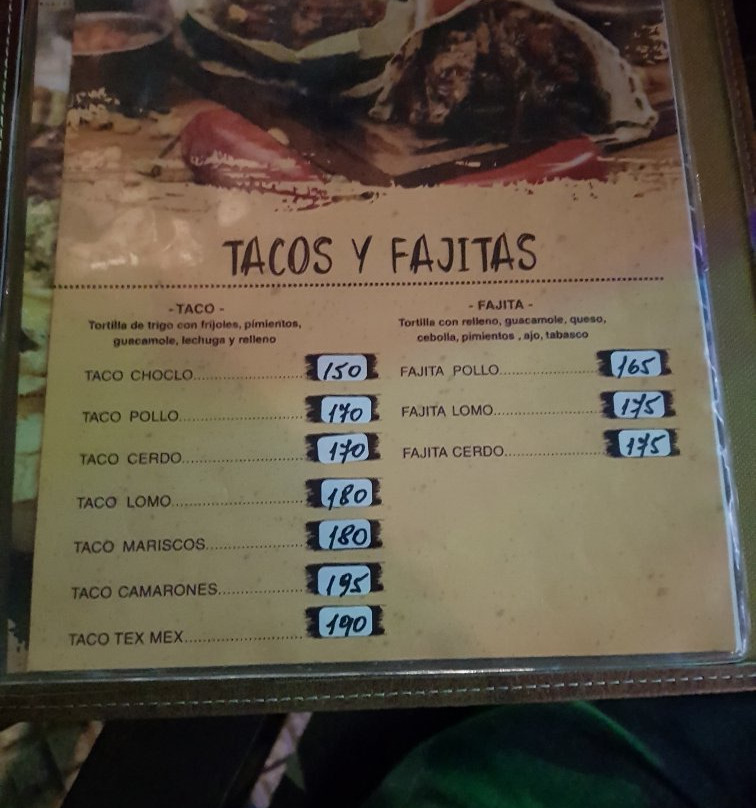 TACOS Y FAJITAS
- TACO -
Tortilla de trigo con frijoles, pimientos,
guacamole, lechuga y relleno
TACO CHOCLO 150
TACO POLLO 170
TACO CERDO 170
TACO LOMO 180
TACO MARISCOS 180
TACO CAMARONES 195
TACO TEX MEX 190
- FAJITA -
Tortilla con relleno, guacamole, queso,
cebolla, pimientos , ajo, tabasco
FAJITA POLLO 165
FAJITA LOMO 175
FAJITA CERDO 175